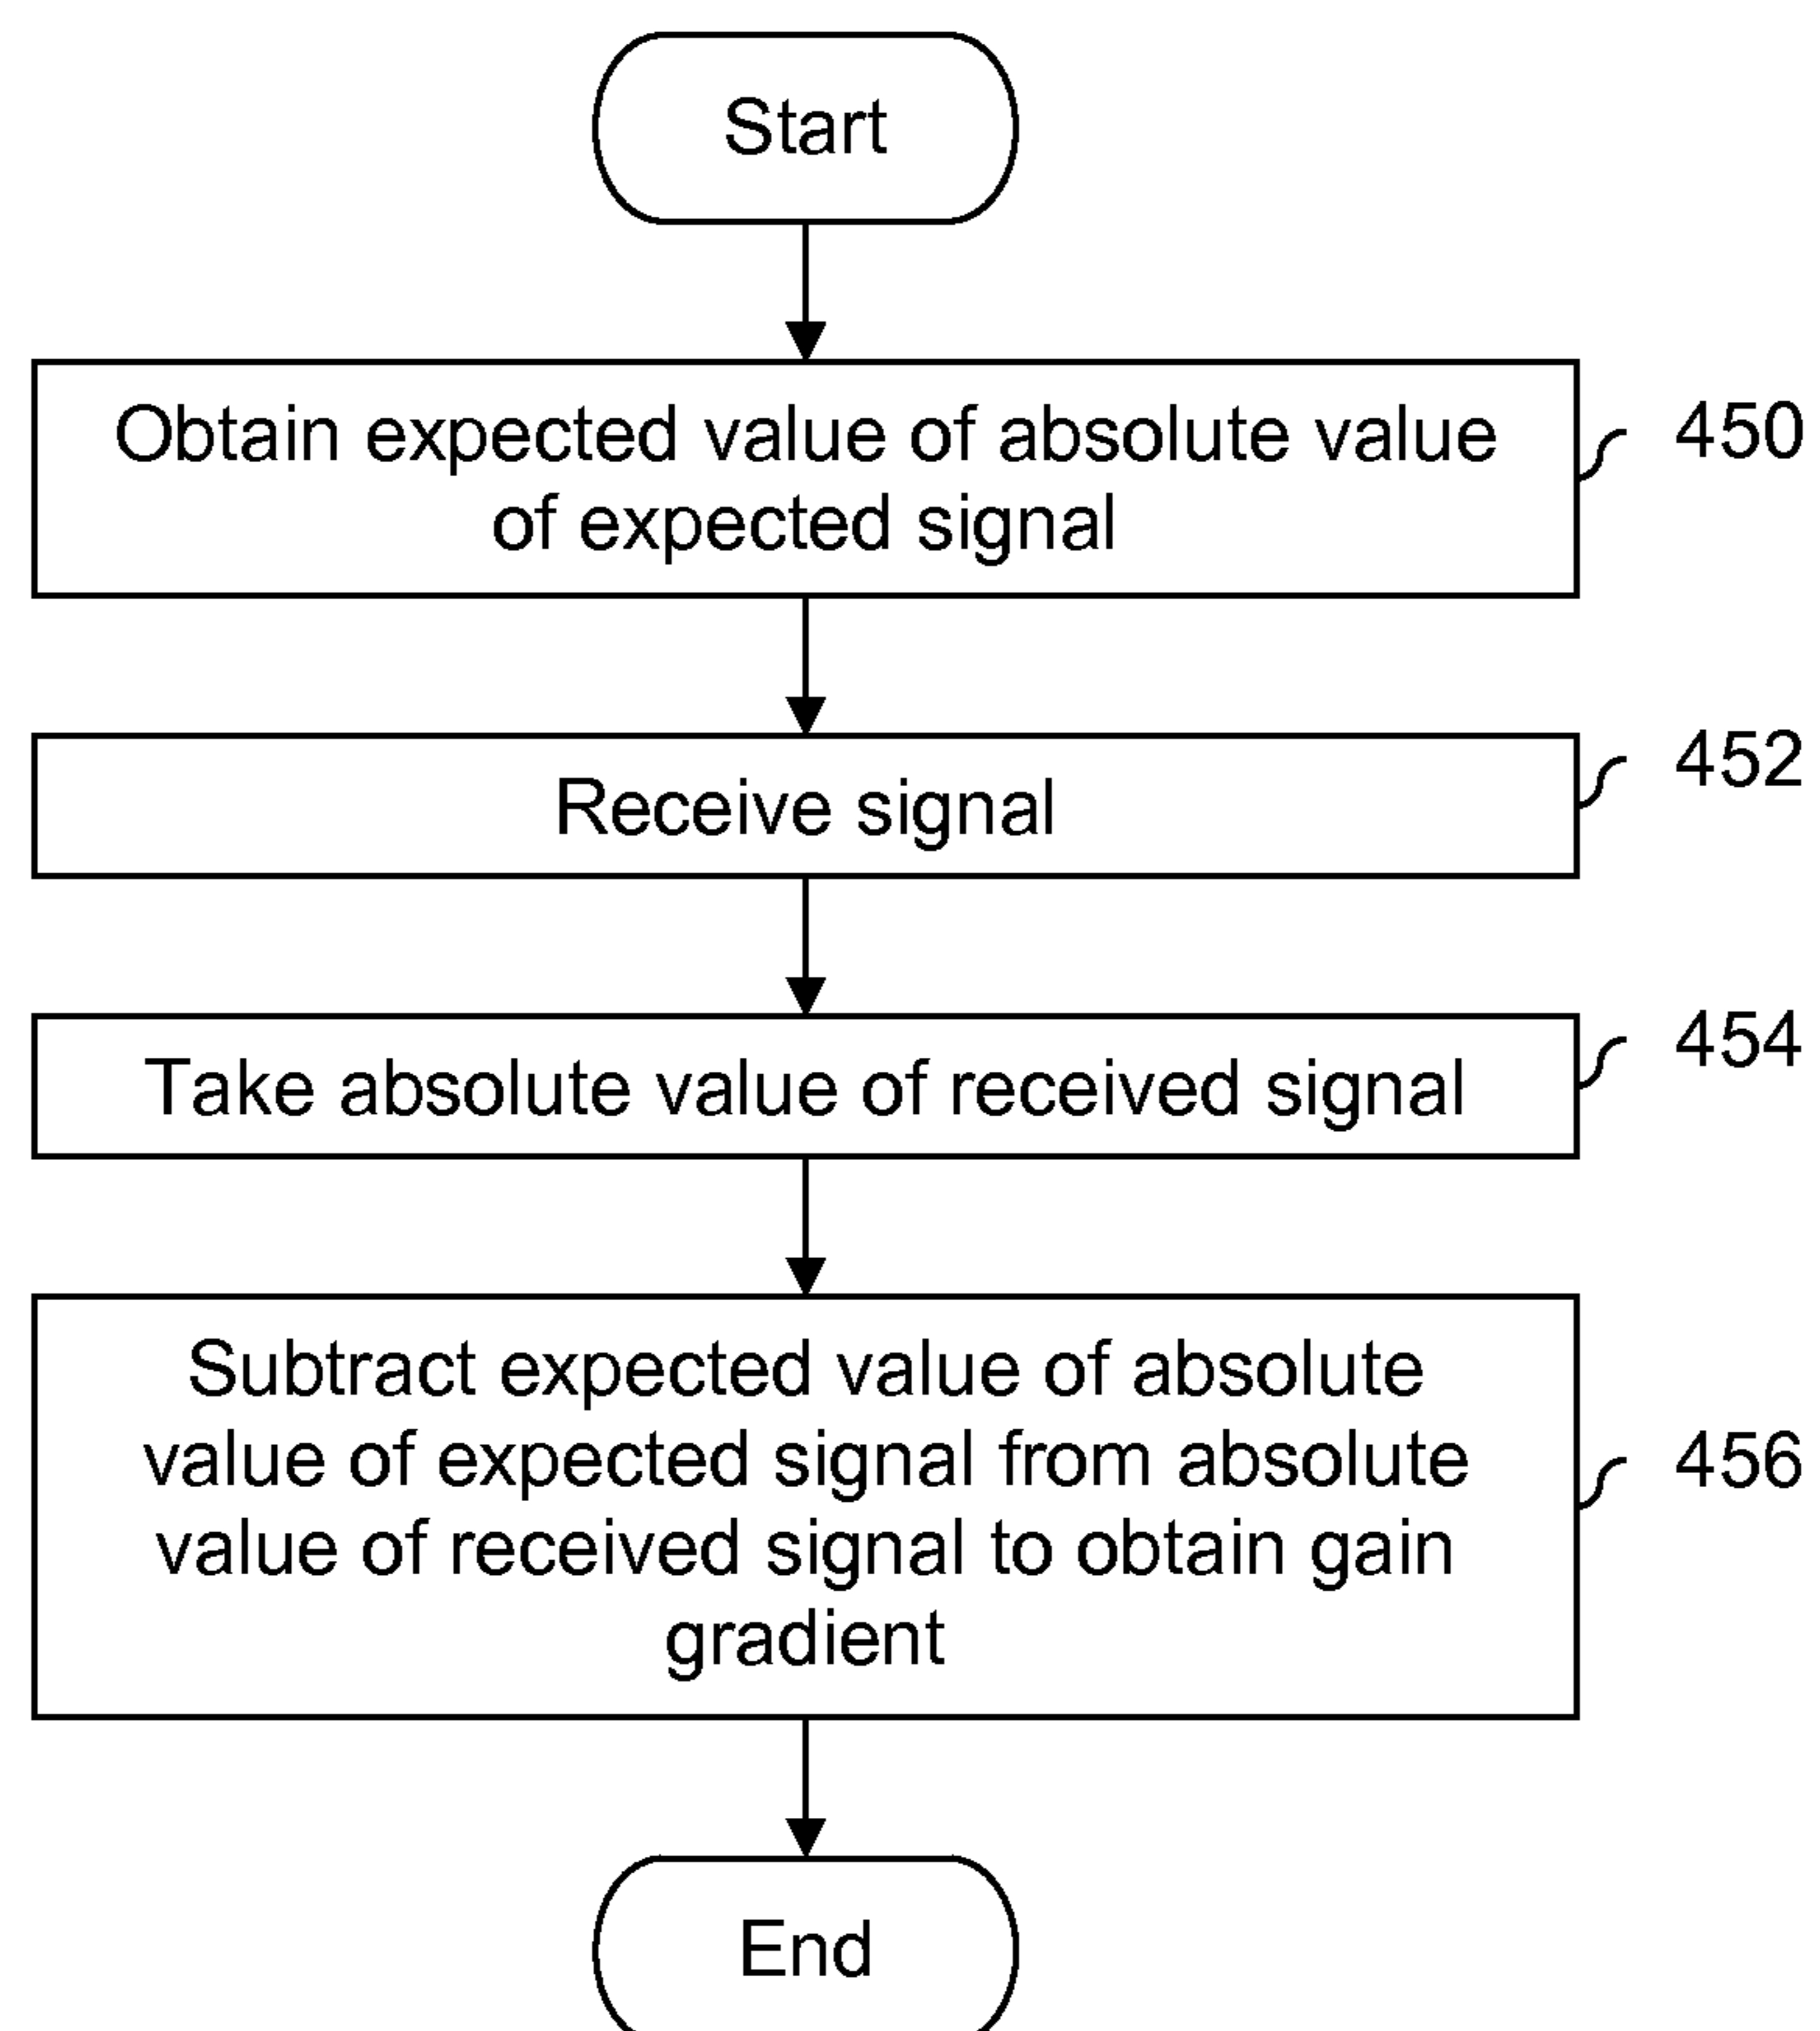 Start
Obtain expected value of absolute value
of expected signal
450
Receive signal
452
Take absolute value of received signal
454
Subtract expected value of absolute
value of expected signal from absolute
value of received signal to obtain gain
gradient
456
End